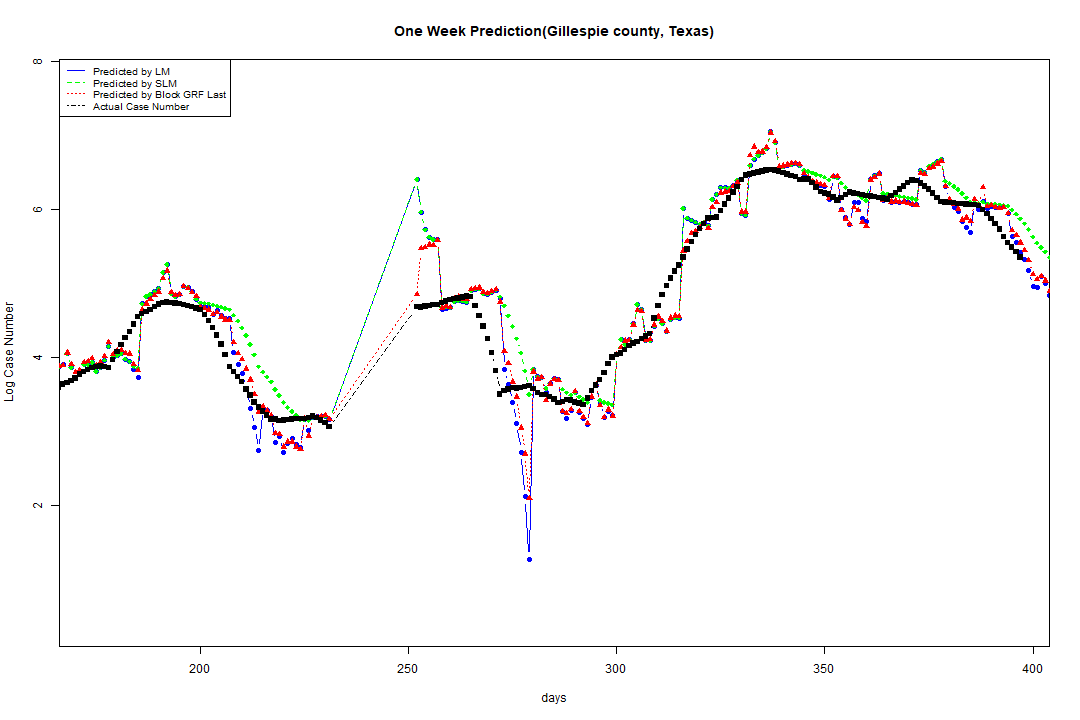 One Week Prediction(Gillespie county, Texas)
Predicted by LM
Predicted by SLM
Predicted by Block GRF Last
Actual Case Number
8
6
4
2
Log Case Number
200
250
300
350
400
days